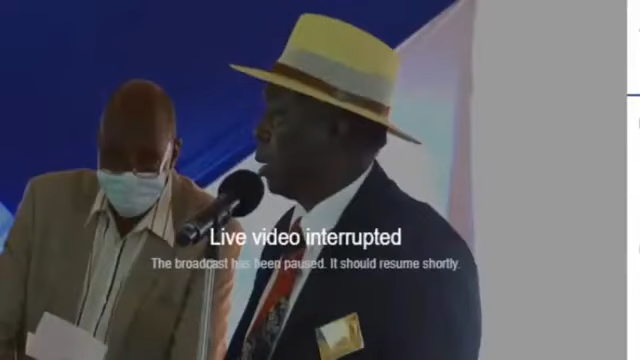 Live video interrupted
The broadcast has been paused. It should resume shortly.